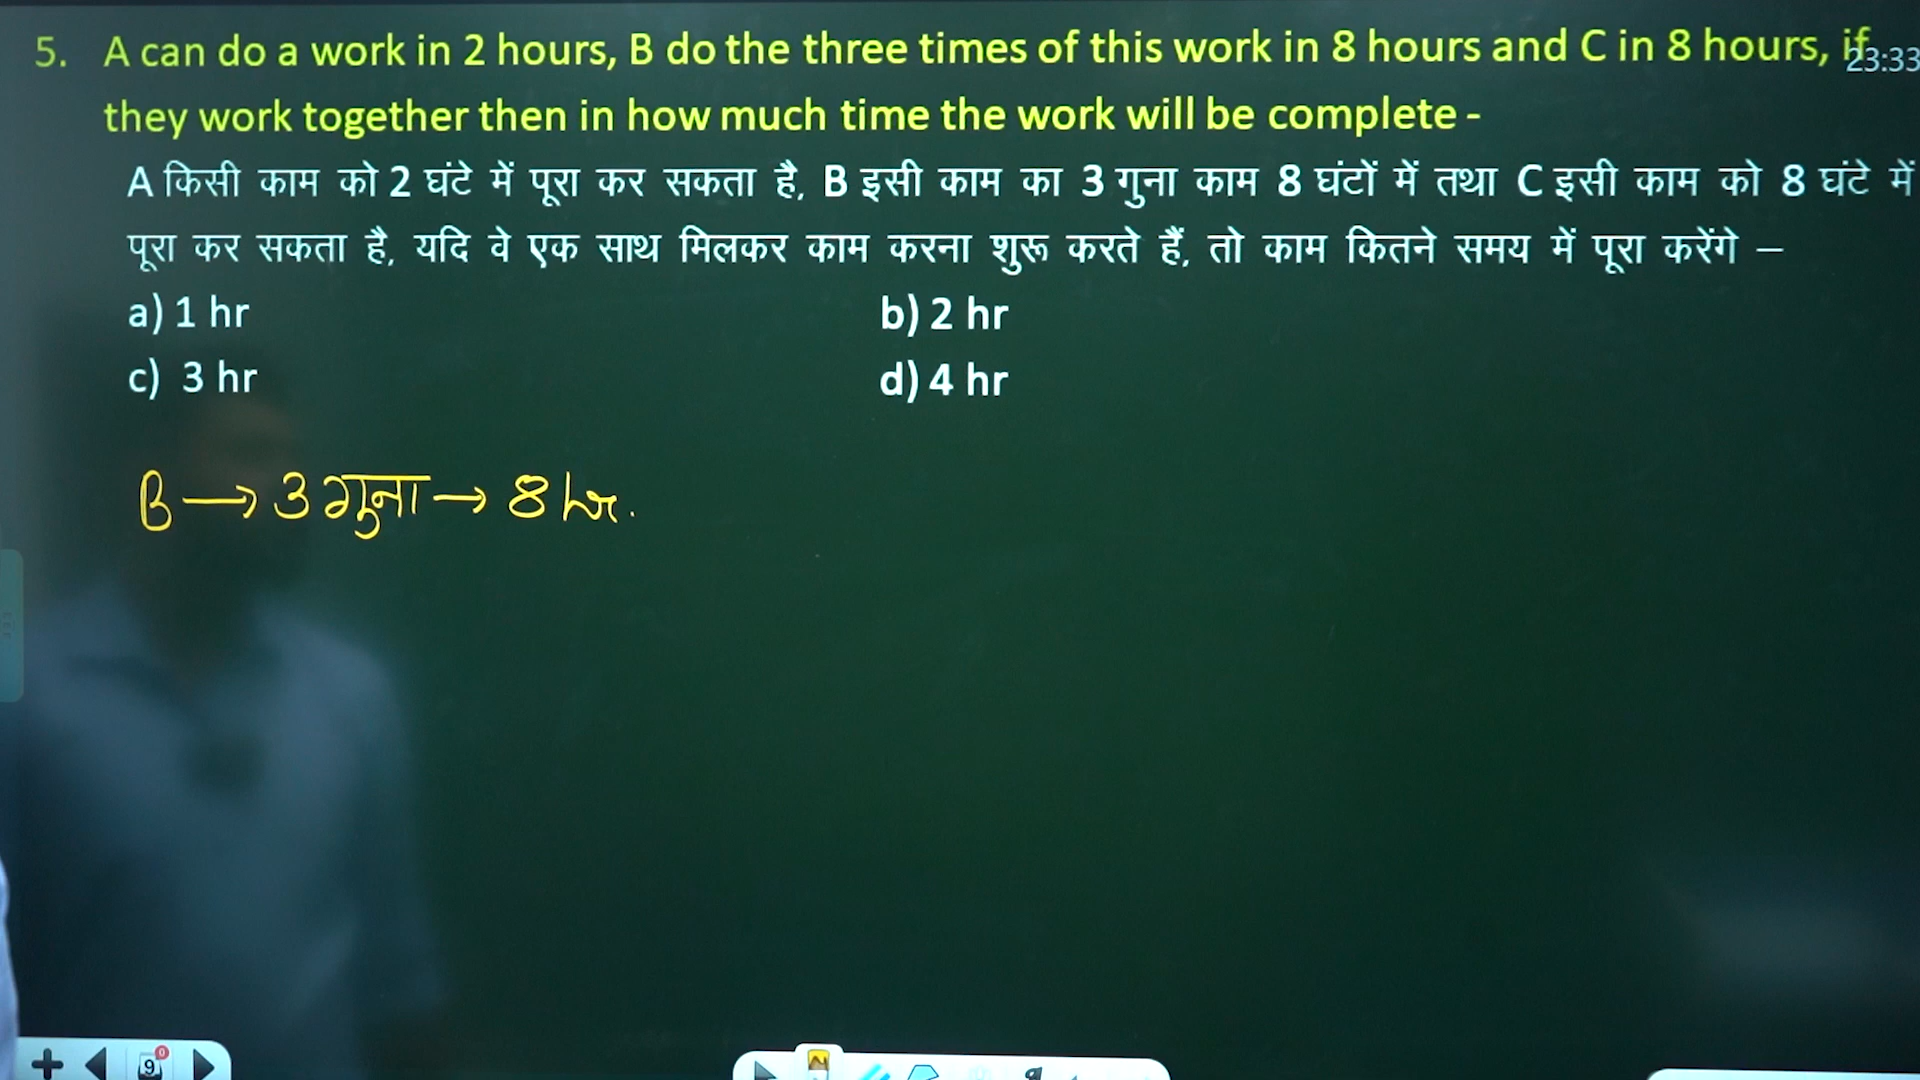 5. A can do a work in 2 hours, B do the three times of this work in 8 hours and C in 8 hours, if
23:33
they work together then in how much time the work will be complete -
A किसी काम को 2 घंटे में पूरा कर सकता है, B इसी काम का 3 गुना काम 8 घंटों में तथा C इसी काम को 8 घंटे में
पूरा कर सकता है, यदि वे एक साथ मिलकर काम करना शुरू करते हैं, तो काम कितने समय में पूरा करेंगे –
a) 1 hr b) 2 hr
c) 3 hr d) 4 hr
B → 3 गुना → 8 hr.
9 0